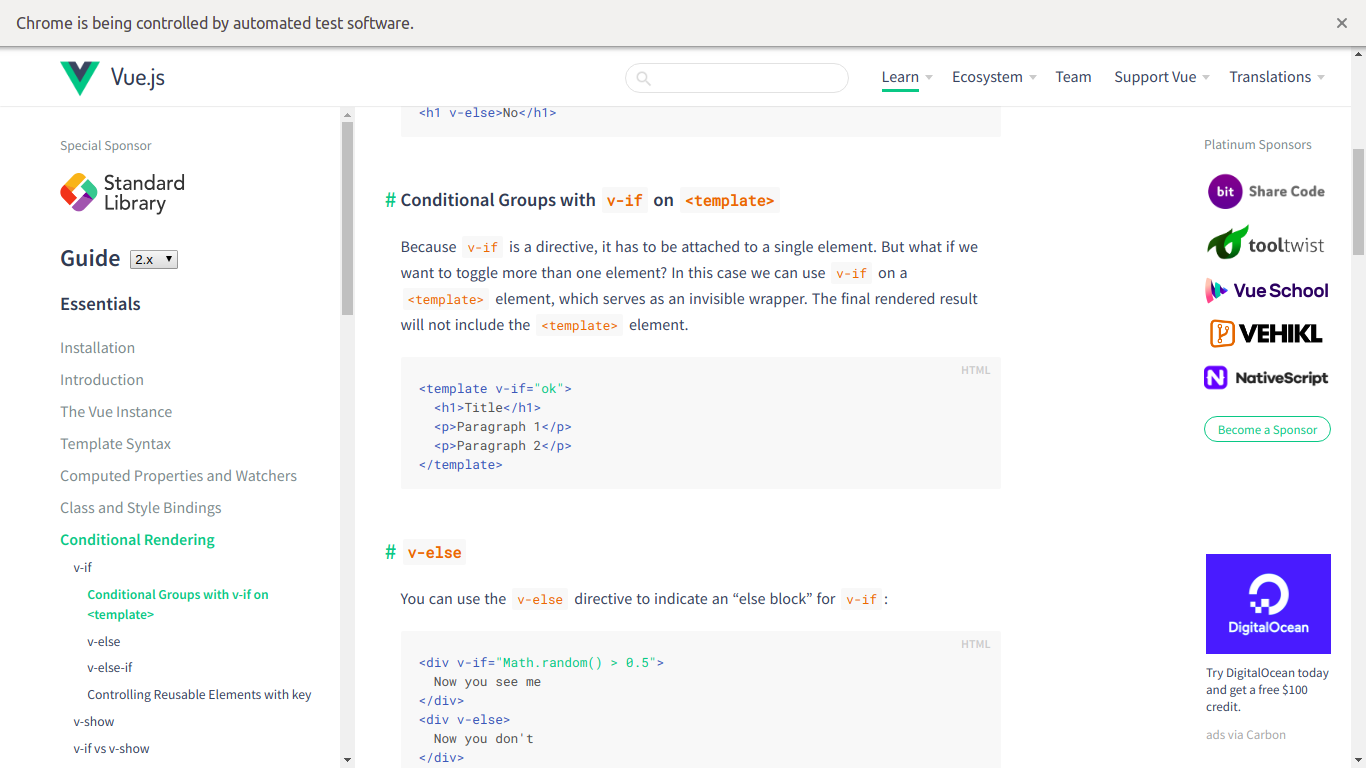 Chrome is being controlled by automated test software.
Vue.js
Learn
Ecosystem
Team
Support Vue
Translations
Special Sponsor
Standard
Library
Guide 2.x
Essentials
Installation
Introduction
The Vue Instance
Template Syntax
Computed Properties and Watchers
Class and Style Bindings
Conditional Rendering
v-if
Conditional Groups with v-if on
<template>
v-else
v-else-if
Controlling Reusable Elements with key
v-show
v-if vs v-show
<h1 v-else>No</h1>
# Conditional Groups with v-if on <template>
Because v-if is a directive, it has to be attached to a single element. But what if we
want to toggle more than one element? In this case we can use v-if on a
<template> element, which serves as an invisible wrapper. The final rendered result
will not include the <template> element.
HTML
<template v-if="ok">
  <h1>Title</h1>
  <p>Paragraph 1</p>
  <p>Paragraph 2</p>
</template>
# v-else
You can use the v-else directive to indicate an “else block” for v-if :
HTML
<div v-if="Math.random() > 0.5">
  Now you see me
</div>
<div v-else>
  Now you don't
</div>
Platinum Sponsors
bit Share Code
tooltwist
Vue School
VEHIKL
NativeScript
Become a Sponsor
DigitalOcean
Try DigitalOcean today
and get a free $100
credit.
ads via Carbon